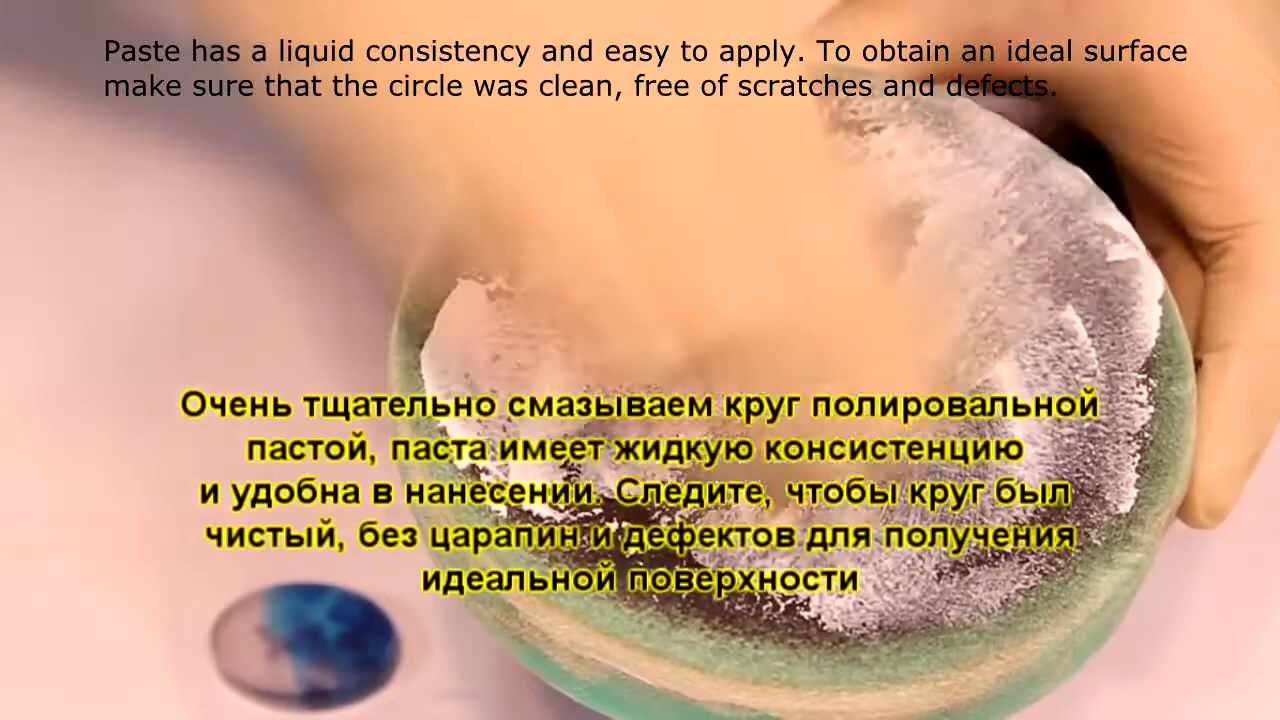 Paste has a liquid consistency and easy to apply. To obtain an ideal surface
make sure that the circle was clean, free of scratches and defects.
Очень тщательно смазываем круг полировальной
пастой, паста имеет жидкую консистенцию
и удобна в нанесении. Следите, чтобы круг был
чистый, без царапин и дефектов для получения
идеальной поверхности